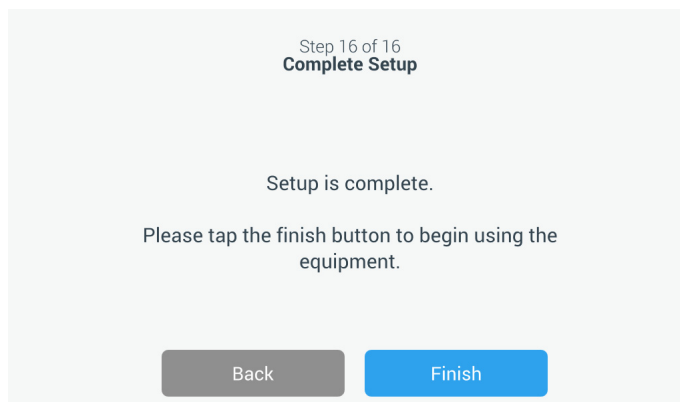 Step 16 of 16
Complete Setup
Setup is complete.
Please tap the finish button to begin using the
equipment.
Back
Finish